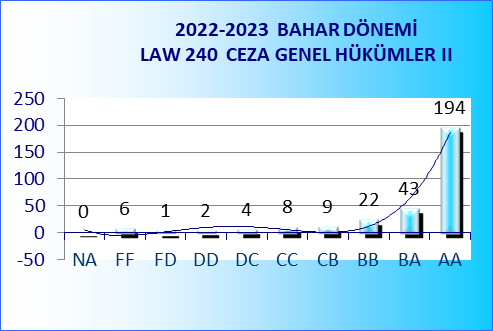 2022-2023 BAHAR DÖNEMİ
LAW 240 CEZA GENEL HÜKÜMLER II
250
200
150
100
50
0
-50
0 6 1 2 4 8 9 22 43 194
NA FF FD DD DC CC CB BB BA AA